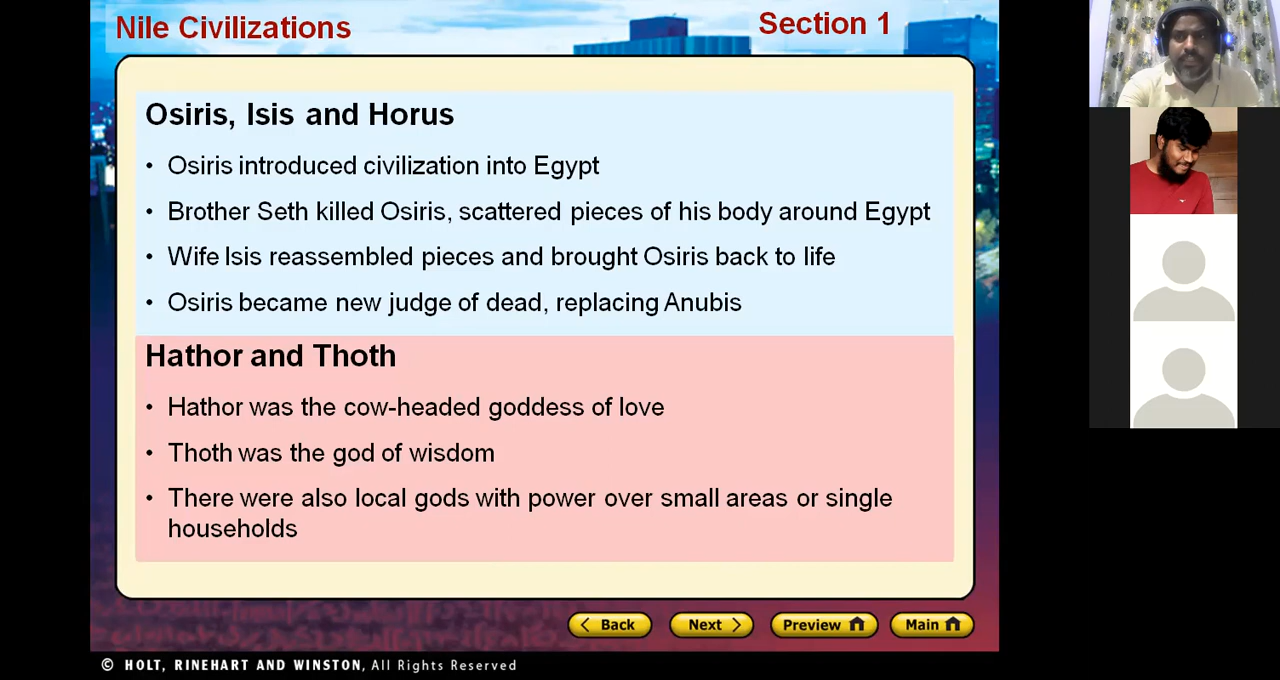 Nile Civilizations
Section 1
Osiris, Isis and Horus
• Osiris introduced civilization into Egypt
• Brother Seth killed Osiris, scattered pieces of his body around Egypt
• Wife Isis reassembled pieces and brought Osiris back to life
• Osiris became new judge of dead, replacing Anubis
Hathor and Thoth
• Hathor was the cow-headed goddess of love
• Thoth was the god of wisdom
• There were also local gods with power over small areas or single
households
Back
Next
Preview
Main
© HOLT, RINEHART AND WINSTON, All Rights Reserved